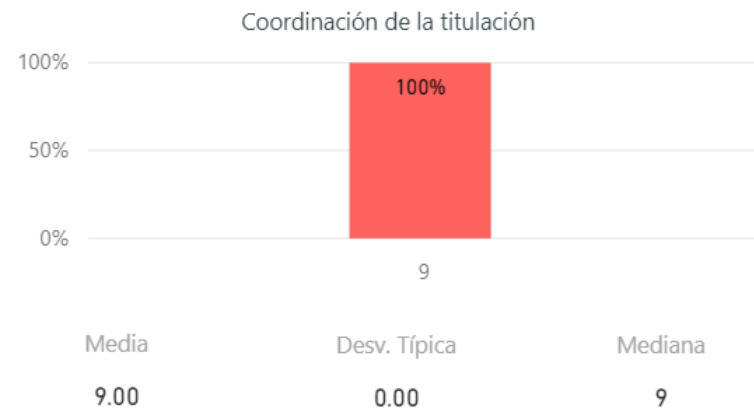 Coordinación de la titulación
100%
100%
50%
0%
9
Media Desv. Típica Mediana
9.00 0.00 9